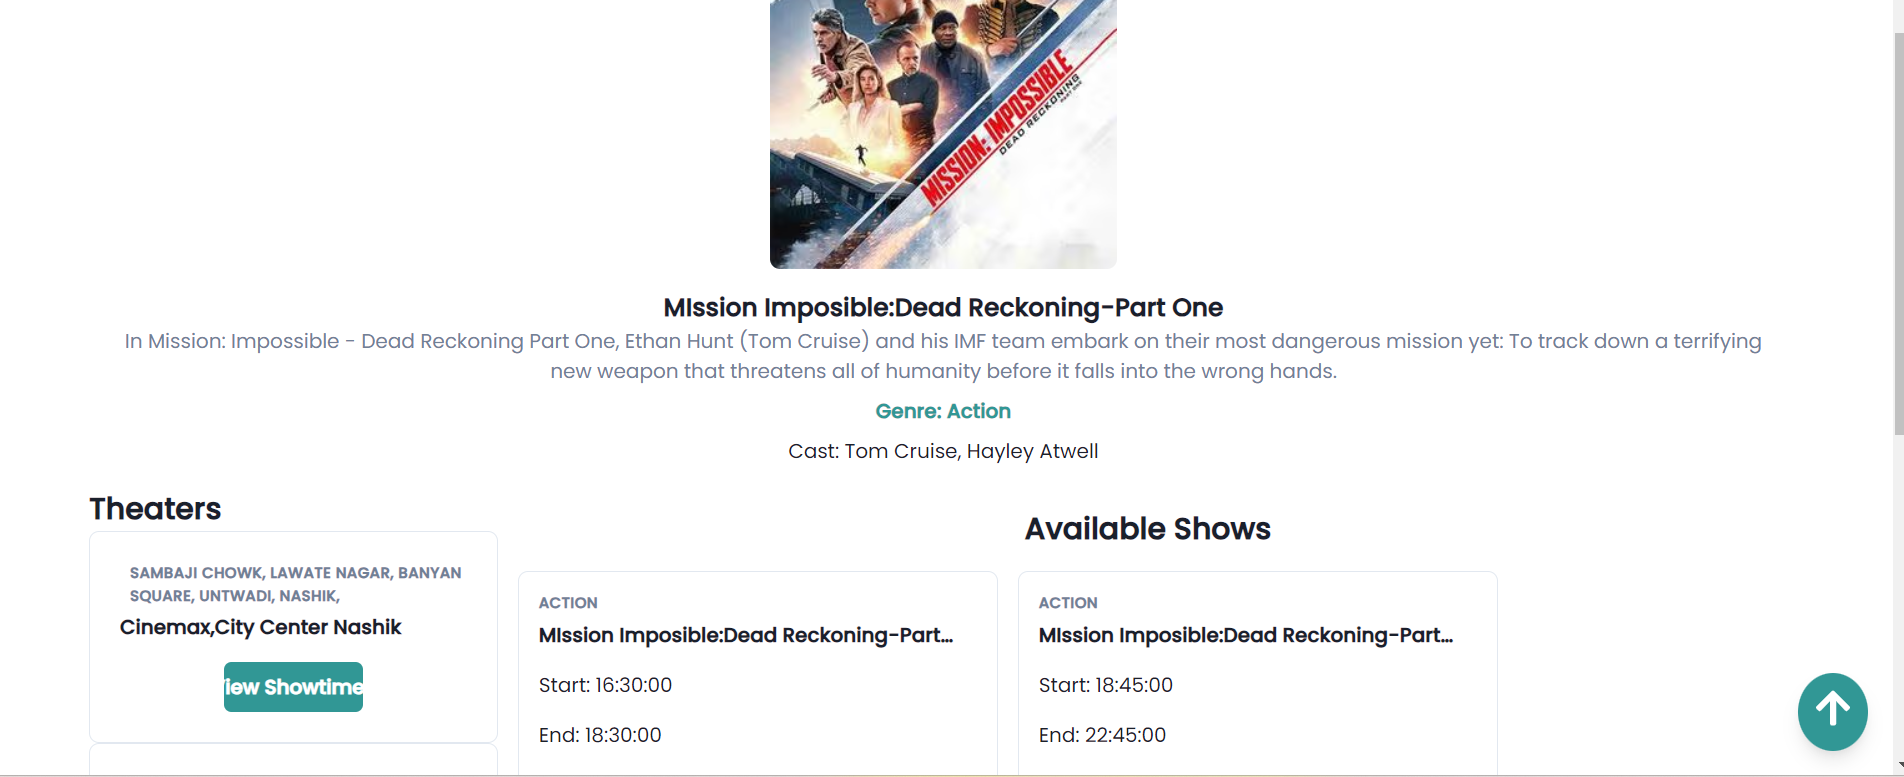 MISSION: IMPOSSIBLE
DEAD RECKONING
PART ONE
MIssion Imposible:Dead Reckoning-Part One
In Mission: Impossible - Dead Reckoning Part One, Ethan Hunt (Tom Cruise) and his IMF team embark on their most dangerous mission yet: To track down a terrifying
new weapon that threatens all of humanity before it falls into the wrong hands.
Genre: Action
Cast: Tom Cruise, Hayley Atwell
Theaters
SAMBAJI CHOWK, LAWATE NAGAR, BANYAN
SQUARE, UNTWADI, NASHIK,
Cinemax,City Center Nashik
iew Showtime
Available Shows
ACTION
MIssion Imposible:Dead Reckoning-Part...
Start: 16:30:00
End: 18:30:00
ACTION
MIssion Imposible:Dead Reckoning-Part...
Start: 18:45:00
End: 22:45:00